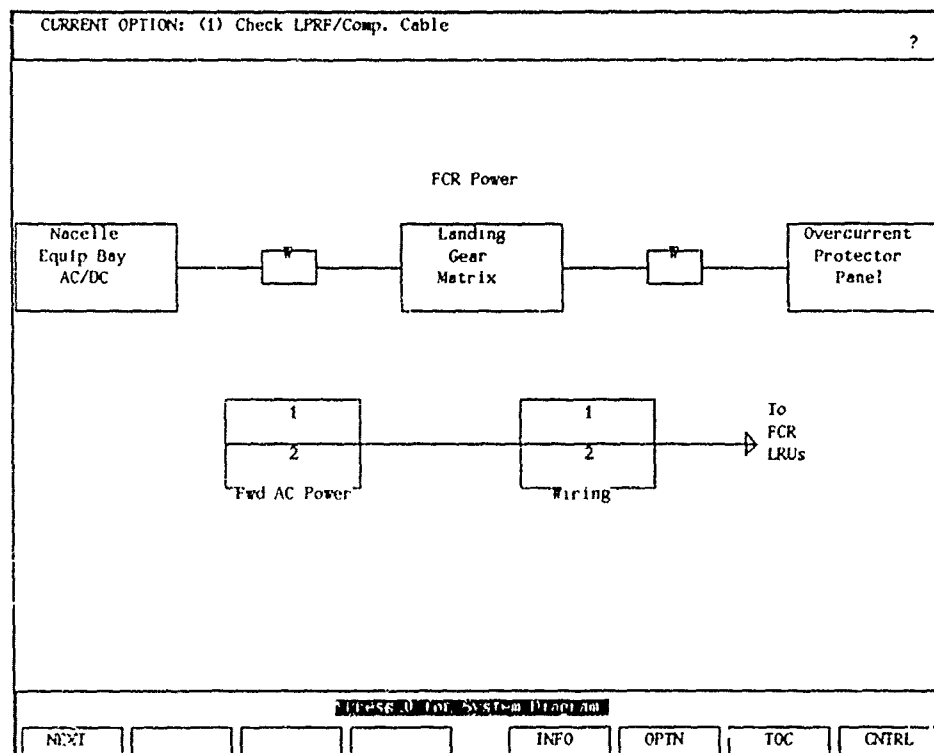 CURRENT OPTION: (1) Check LPRF/Comp. Cable
?
FCR Power
Nacelle
Equip Bay
AC/DC
W
Landing
Gear
Matrix
W
Overcurrent
Protector
Panel
1
2
Fwd AC Power
1
2
Wiring
To
FCR
LRUs
Press 0 for System Diagram
NEXT
INFO
OPTN
TOC
CNTRL